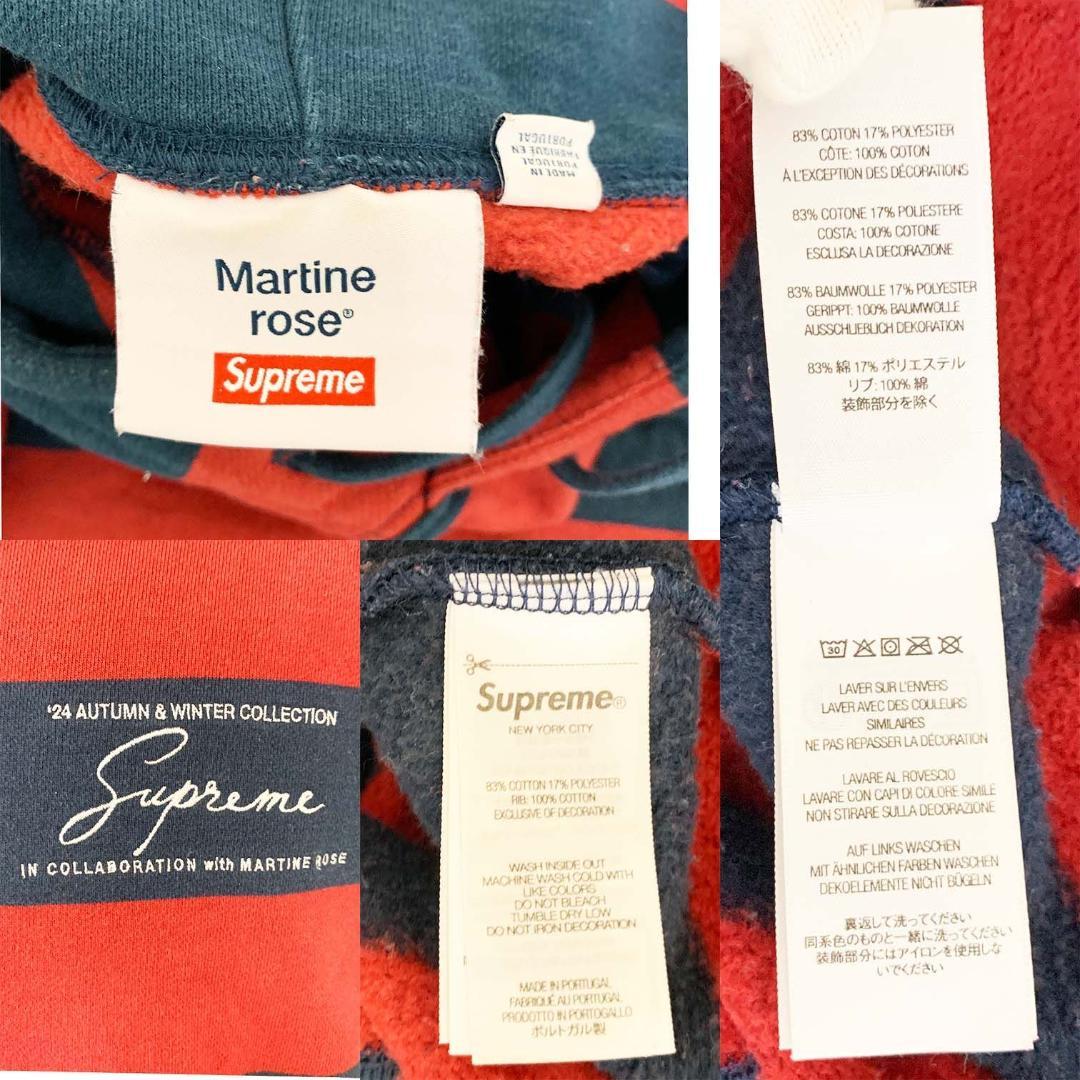 Martine
rose®
Supreme
MADE IN
PORTUGAL
FABRIQUÉ EN
PORTUGAL
83% COTON 17% POLYESTER
CÔTE: 100% COTON
À L'EXCEPTION DES DÉCORATIONS
83% COTONE 17% POLIESTERE
COSTA: 100% COTONE
ESCLUSA LA DECORAZIONE
83% BAUMWOLLE 17% POLYESTER
GERIPPT: 100% BAUMWOLLE
AUSSCHLIEBLICH DEKORATION
83% 綿 17% ポリエステル
リブ: 100% 綿
装飾部分を除く
30
LAVER SUR L'ENVERS
LAVER AVEC DES COULEURS
SIMILAIRES
NE PAS REPASSER LA DÉCORATION
LAVARE AL ROVESCIO
LAVARE CON CAPI DI COLORE SIMILE
NON STIRARE SULLA DECORAZIONE
AUF LINKS WASCHEN
MIT ÄHNLICHEN FARBEN WASCHEN
DEKOELEMENTE NICHT BÜGELN
裏返して洗ってください
同系色のものと一緒に洗ってください
装飾部分にはアイロンを使用しな
いでください
'24 AUTUMN & WINTER COLLECTION
Supreme
IN COLLABORATION with MARTINE ROSE
Supreme®
NEW YORK CITY
83% COTTON 17% POLYESTER
RIB: 100% COTTON
EXCLUSIVE OF DECORATION
WASH INSIDE OUT
MACHINE WASH COLD WITH
LIKE COLORS
DO NOT BLEACH
TUMBLE DRY LOW
DO NOT IRON DECORATION
MADE IN PORTUGAL
FABRIQUÉ AU PORTUGAL
PRODOTTO IN PORTOGALLO
ポルトガル製